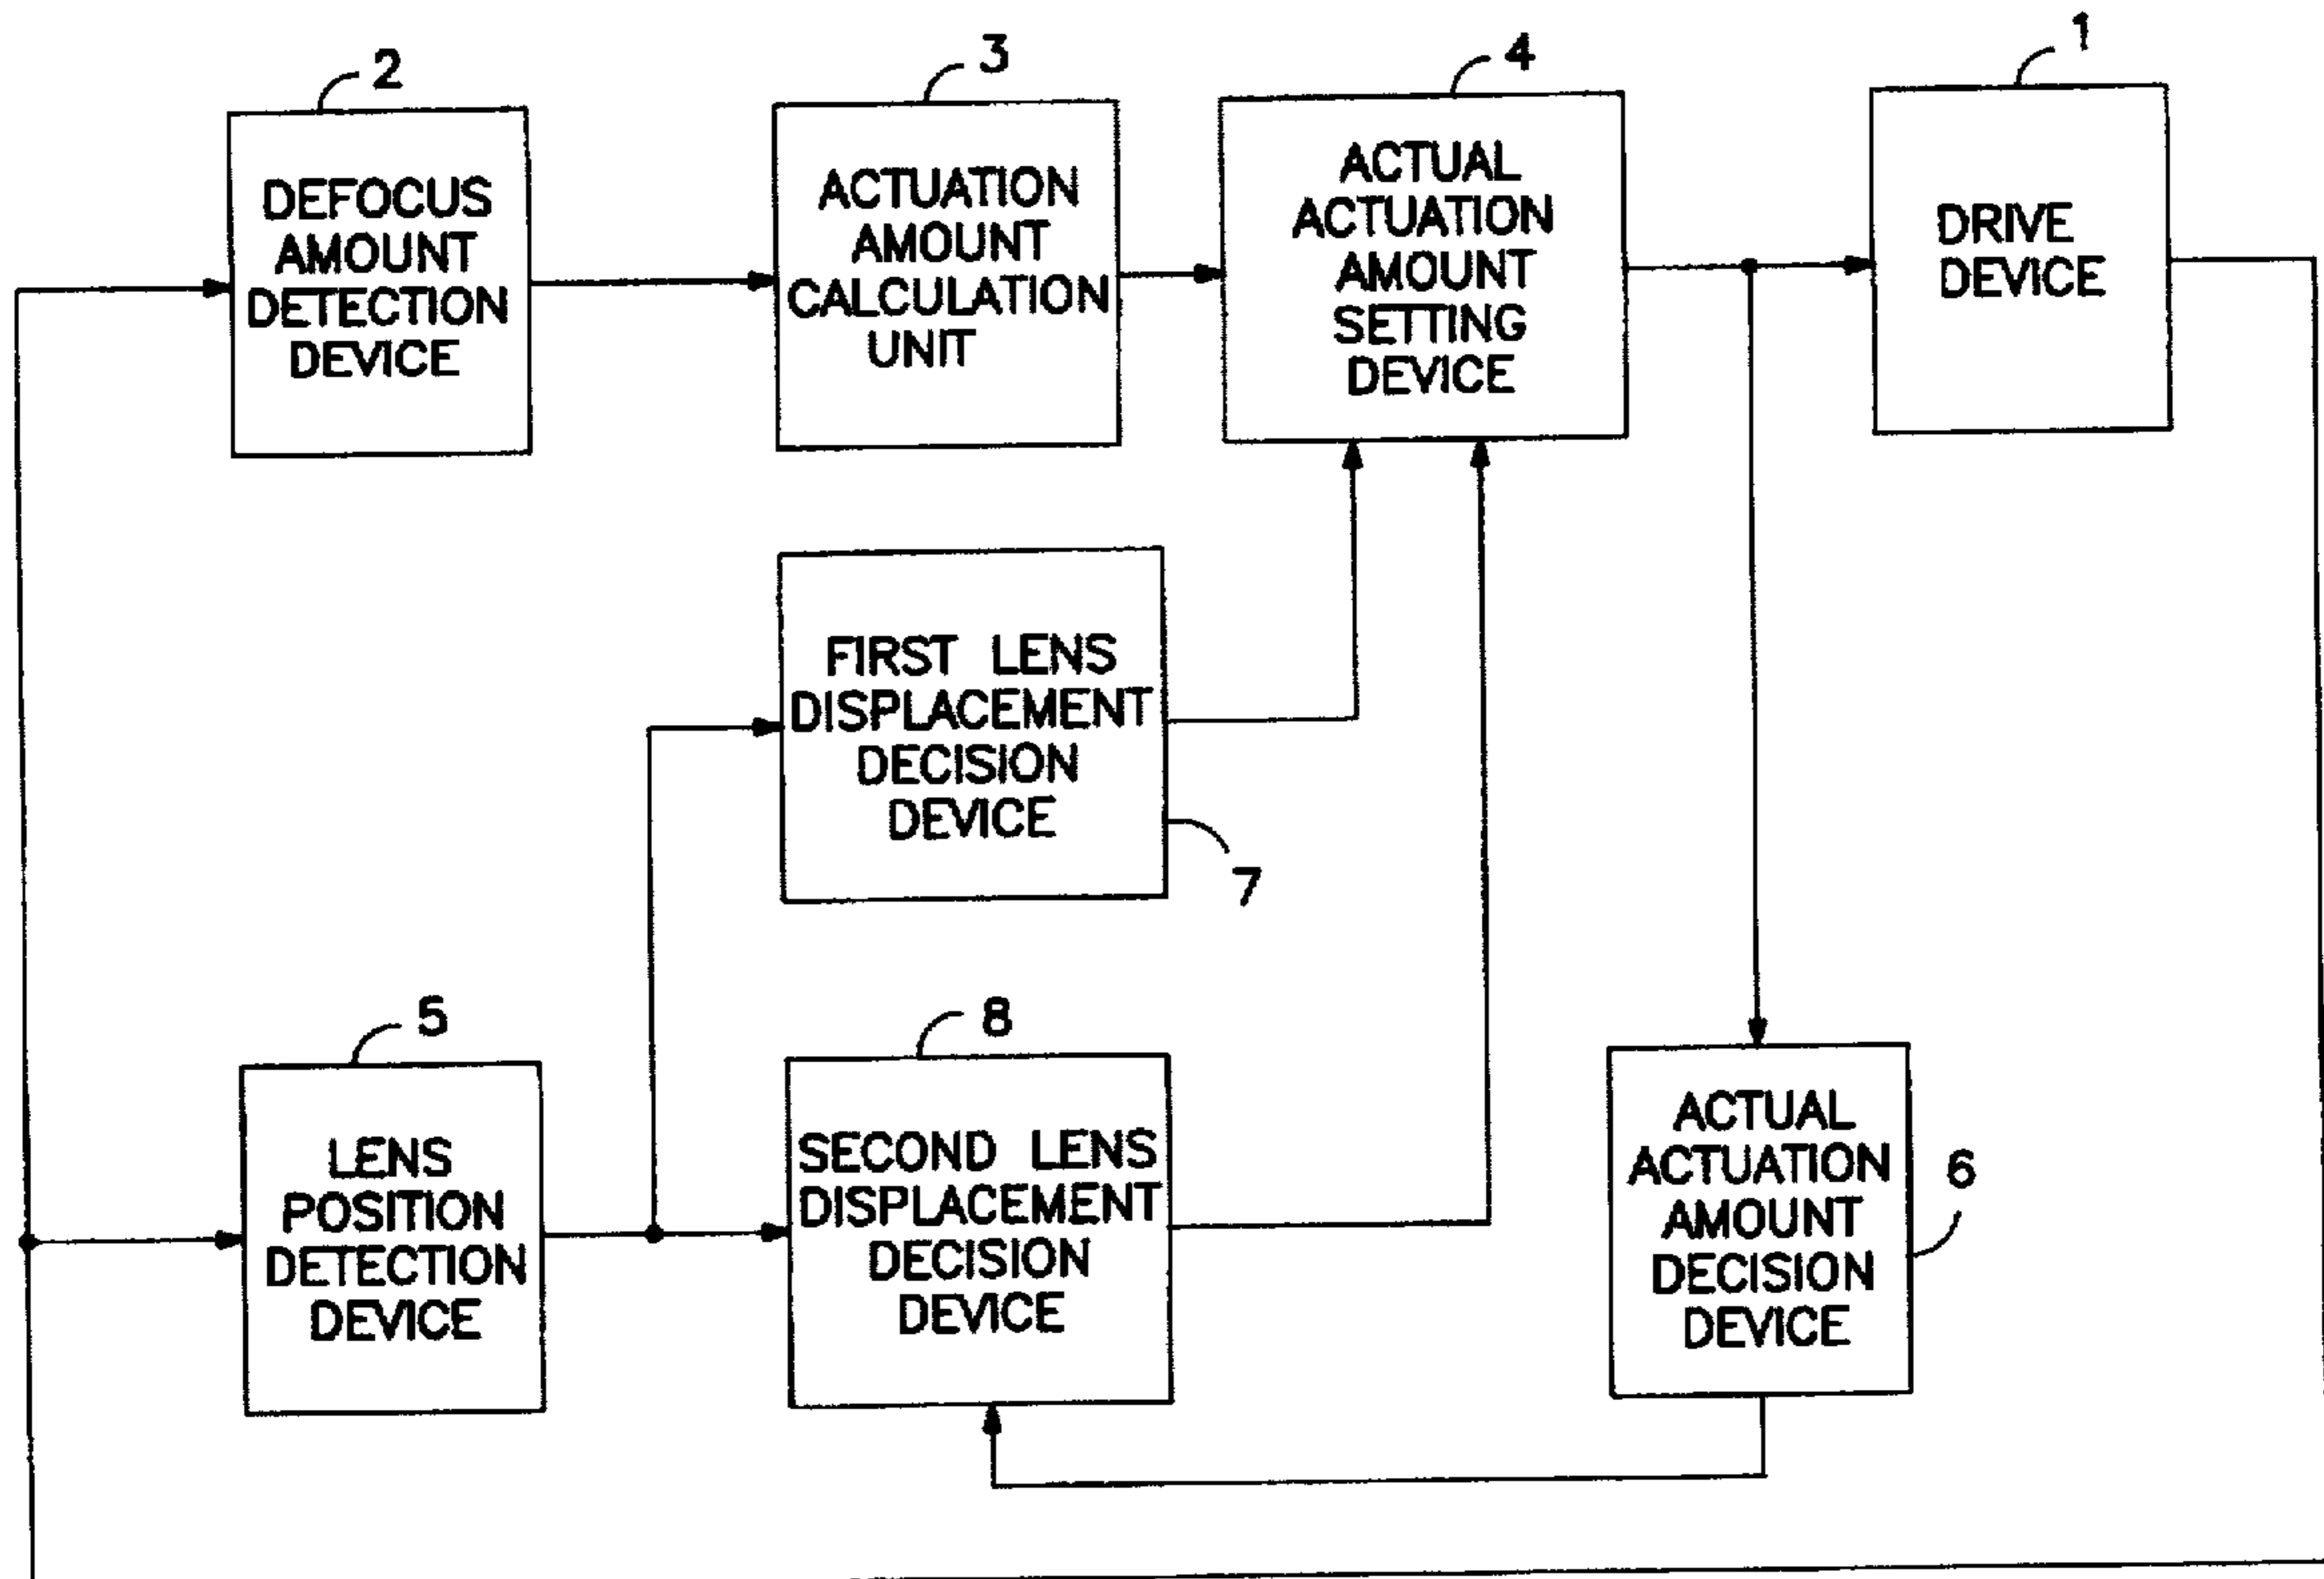 2
DEFOCUS
AMOUNT
DETECTION
DEVICE
3
ACTUATION
AMOUNT
CALCULATION
UNIT
4
ACTUAL
ACTUATION
AMOUNT
SETTING
DEVICE
1
DRIVE
DEVICE
FIRST LENS
DISPLACEMENT
DECISION
DEVICE
7
5
LENS
POSITION
DETECTION
DEVICE
8
SECOND LENS
DISPLACEMENT
DECISION
DEVICE
ACTUAL
ACTUATION
AMOUNT
DECISION
DEVICE
6